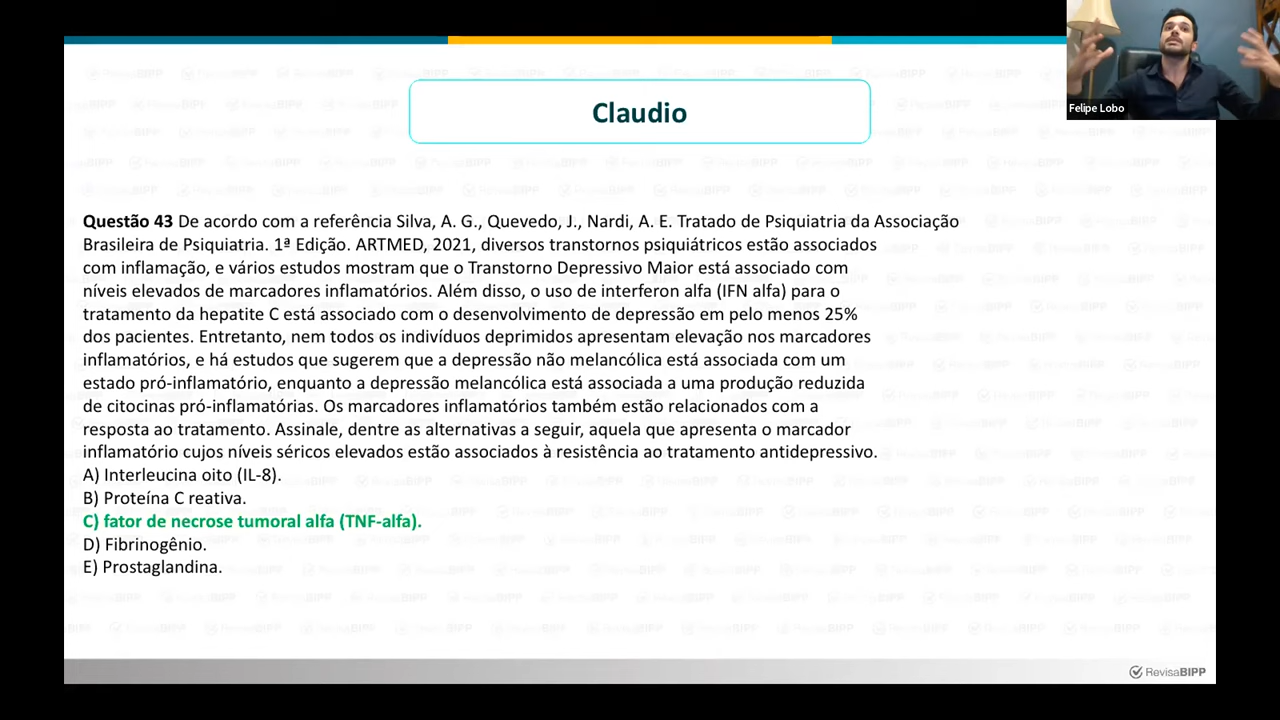 Claudio
Felipe Lobo
Questão 43 De acordo com a referência Silva, A. G., Quevedo, J., Nardi, A. E. Tratado de Psiquiatria da Associação
Brasileira de Psiquiatria. 1ª Edição. ARTMED, 2021, diversos transtornos psiquiátricos estão associados
com inflamação, e vários estudos mostram que o Transtorno Depressivo Maior está associado com
níveis elevados de marcadores inflamatórios. Além disso, o uso de interferon alfa (IFN alfa) para o
tratamento da hepatite C está associado com o desenvolvimento de depressão em pelo menos 25%
dos pacientes. Entretanto, nem todos os indivíduos deprimidos apresentam elevação nos marcadores
inflamatórios, e há estudos que sugerem que a depressão não melancólica está associada com um
estado pró-inflamatório, enquanto a depressão melancólica está associada a uma produção reduzida
de citocinas pró-inflamatórias. Os marcadores inflamatórios também estão relacionados com a
resposta ao tratamento. Assinale, dentre as alternativas a seguir, aquela que apresenta o marcador
inflamatório cujos níveis séricos elevados estão associados à resistência ao tratamento antidepressivo.
A) Interleucina oito (IL-8).
B) Proteína C reativa.
C) fator de necrose tumoral alfa (TNF-alfa).
D) Fibrinogênio.
E) Prostaglandina.
RevisaBIPP